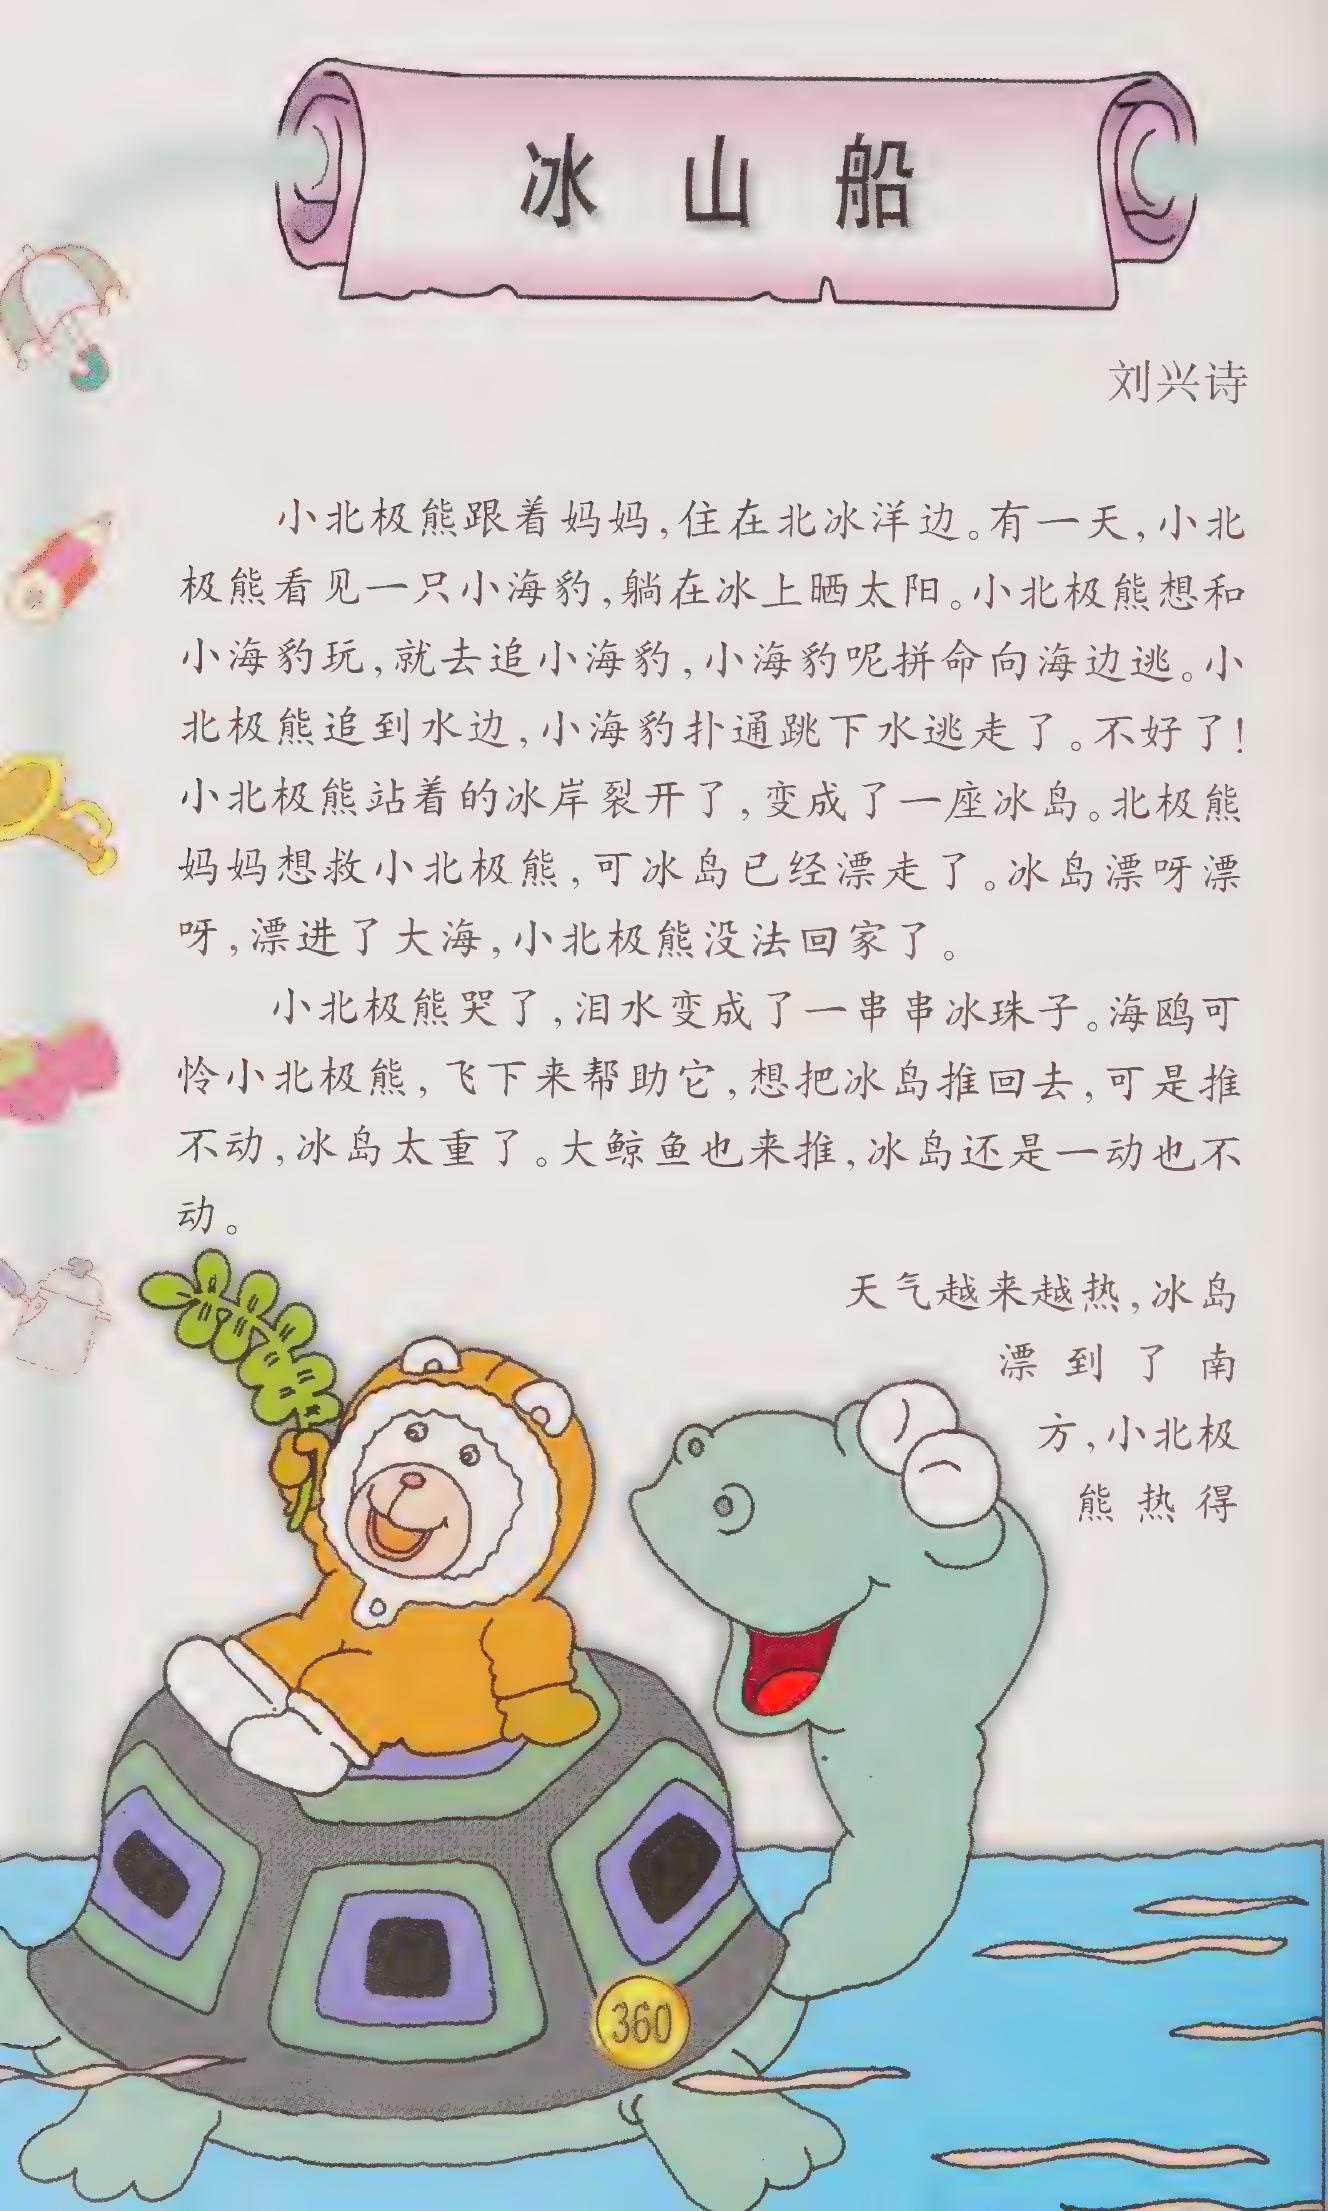 冰山船
刘兴诗
小北极熊跟着妈妈,住在北冰洋边。有一天,小北
极熊看见一只小海豹,躺在冰上晒太阳。小北极熊想和
小海豹玩,就去追小海豹,小海豹呢拼命向海边逃。小
北极熊追到水边,小海豹扑通跳下水逃走了。不好了!
小北极熊站着的冰岸裂开了,变成了一座冰岛。北极熊
妈妈想救小北极熊,可冰岛已经漂走了。冰岛漂呀漂
呀,漂进了大海,小北极熊没法回家了。
小北极熊哭了,泪水变成了一串串冰珠子。海鸥可
怜小北极熊,飞下来帮助它,想把冰岛推回去,可是推
不动,冰岛太重了。大鲸鱼也来推,冰岛还是一动也不
动。
天气越来越热,冰岛
漂到了南
方,小北极
熊热得
360